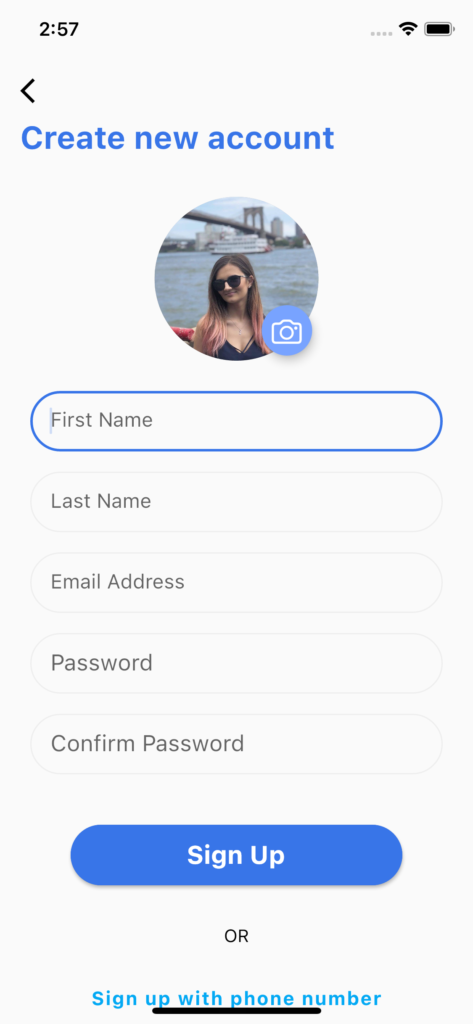 2:57
Create new account
First Name
Last Name
Email Address
Password
Confirm Password
Sign Up
OR
Sign up with phone number